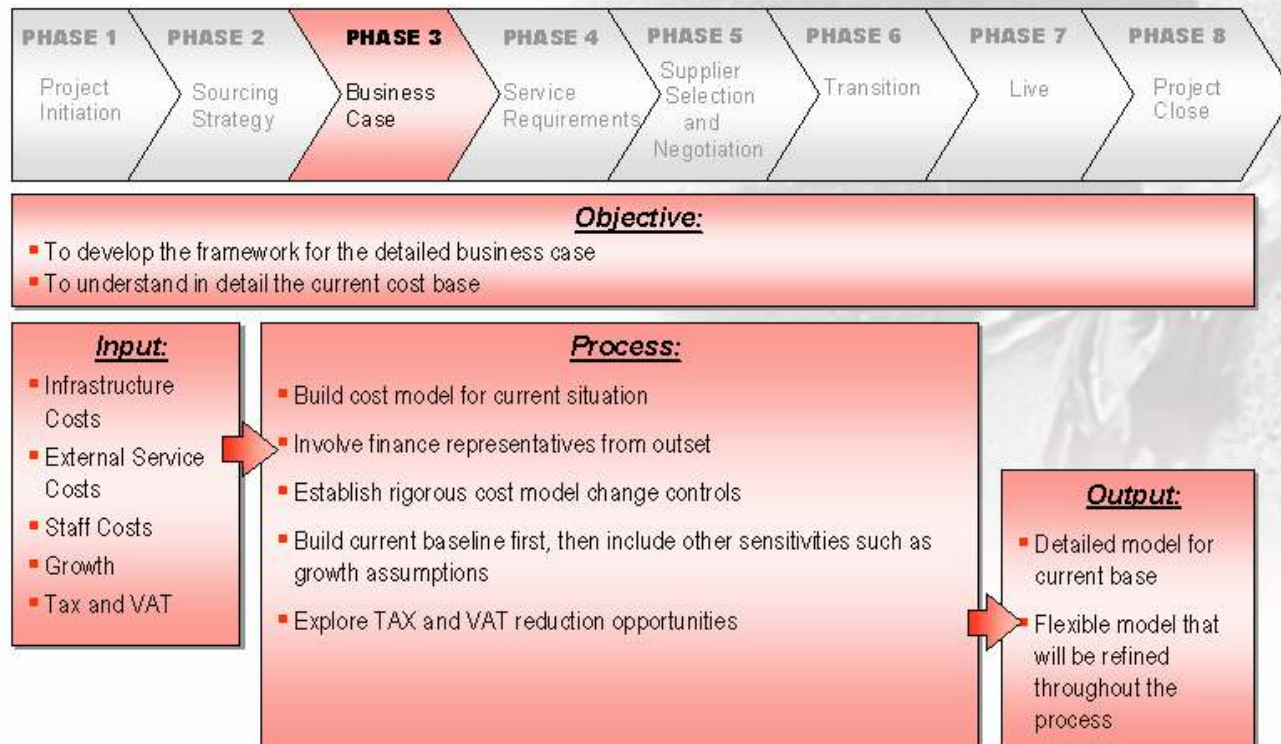 PHASE 1
Project
Initiation
PHASE 2
Sourcing
Strategy
PHASE 3
Business
Case
PHASE 4
Service
Requirements
PHASE 5
Supplier
Selection
and
Negotiation
PHASE 6
Transition
PHASE 7
Live
PHASE 8
Project
Close
Objective:
▪ To develop the framework for the detailed business case
▪ To understand in detail the current cost base
Input:
▪ Infrastructure
Costs
▪ External Service
Costs
▪ Staff Costs
▪ Growth
▪ Tax and VAT
Process:
▪ Build cost model for current situation
▪ Involve finance representatives from outset
▪ Establish rigorous cost model change controls
▪ Build current baseline first, then include other sensitivities such as
growth assumptions
▪ Explore TAX and VAT reduction opportunities
Output:
▪ Detailed model for
current base
▪ Flexible model that
will be refined
throughout the
process